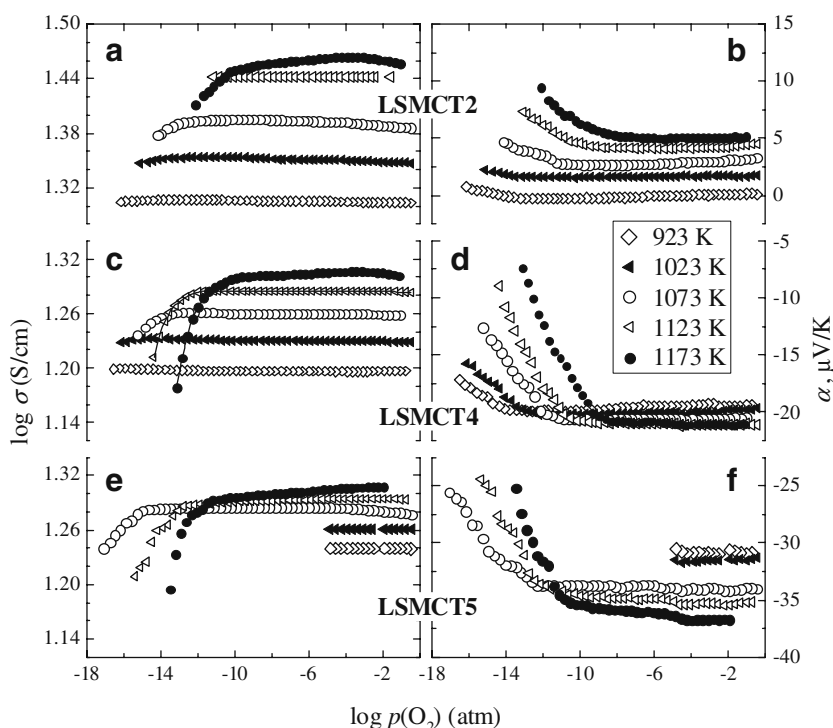 1.50
1.44
1.38
1.32
a
b
15
10
5
0
LSMCT2
1.32
1.26
1.20
1.14
c
d
923 K
1023 K
1073 K
1123 K
1173 K
-5
-10
-15
-20
LSMCT4
log σ (S/cm)
α, μV/K
1.32
1.26
1.20
1.14
e
f
-25
-30
-35
-40
LSMCT5
-18 -14 -10 -6 -2 -18 -14 -10 -6 -2
log p(O₂) (atm)